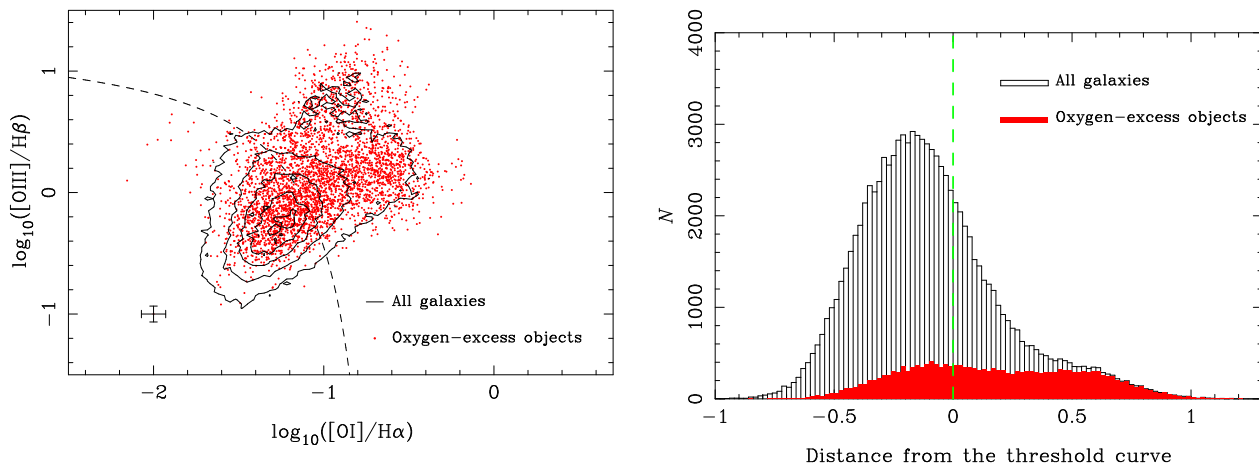 log10([OIII]/Hβ)
1
0
−1
−2
−1
0
log10([OI]/Hα)
All galaxies
Oxygen−excess objects
N
4000
3000
2000
1000
0
−1
−0.5
0
0.5
1
Distance from the threshold curve
All galaxies
Oxygen−excess objects